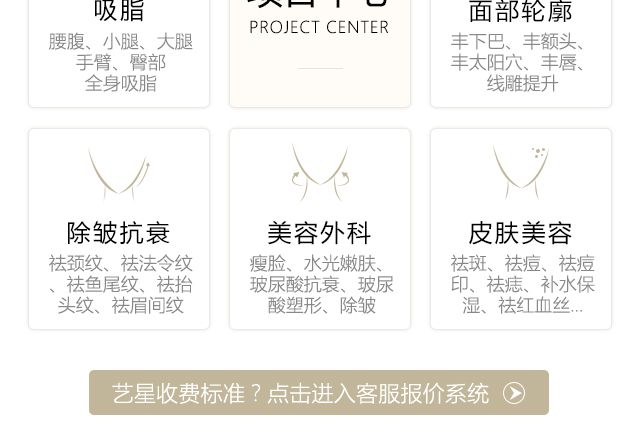 吸脂
腰腹、小腿、大腿
手臂、臀部
全身吸脂
PROJECT CENTER
面部轮廓
丰下巴、丰额头、
丰太阳穴、丰唇、
线雕提升
除皱抗衰
祛颈纹、祛法令纹
、祛鱼尾纹、祛抬
头纹、祛眉间纹
美容外科
瘦脸、水光嫩肤、
玻尿酸抗衰、玻尿
酸塑形、除皱
皮肤美容
祛斑、祛痘、祛痘
印、祛痣、补水保
湿、祛红血丝...
艺星收费标准？点击进入客服报价系统